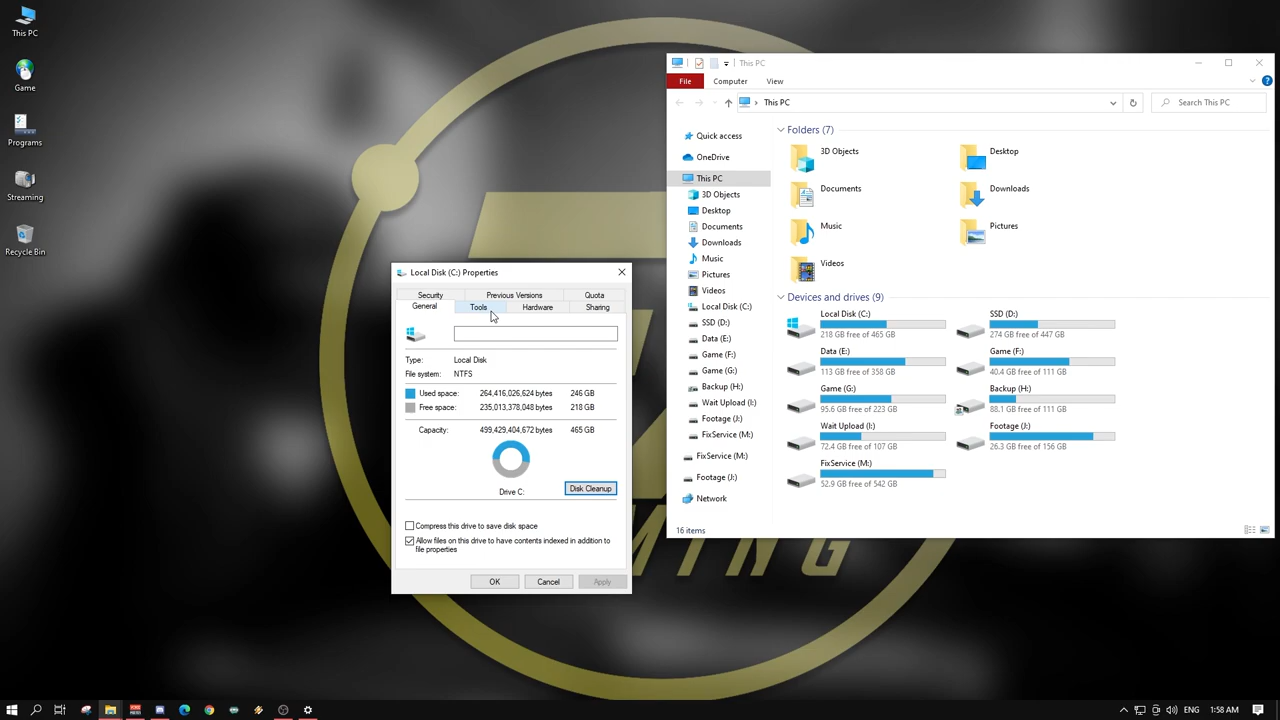 This PC
ome
B-Scans
Recycle Bin
This PC
File
Computer
View
This PC
Search This PC
Quick access
OneDrive
This PC
3D Objects
Desktop
Documents
Downloads
Music
Pictures
Videos
Local Disk (C:)
SSD (D:)
Data (E:)
Game (F:)
Game (G:)
Backup (H:)
Wait Upload (I:)
Footage (J:)
FixService (M:)
FixService (M:)
Footage (J:)
Network
Folders (7)
3D Objects
Desktop
Documents
Downloads
Music
Pictures
Videos
Devices and drives (9)
Local Disk (C:)
218 GB free of 465 GB
SSD (D:)
274 GB free of 447 GB
Data (E:)
113 GB free of 358 GB
Game (F:)
40.4 GB free of 111 GB
Game (G:)
95.6 GB free of 223 GB
Backup (H:)
88.1 GB free of 111 GB
Wait Upload (I:)
72.4 GB free of 107 GB
Footage (J:)
26.3 GB free of 156 GB
FixService (M:)
52.9 GB free of 542 GB
16 items
Local Disk (C:) Properties
Security
Previous Versions
Quota
General
Tools
Hardware
Sharing
Type: Local Disk
File system: NTFS
Used space: 264,416,026,624 bytes 246 GB
Free space: 235,013,378,048 bytes 218 GB
Capacity: 499,429,404,672 bytes 465 GB
Drive C:
Disk Cleanup
Compress this drive to save disk space
Allow files on this drive to have contents indexed in addition to
file properties
OK
Cancel
Apply
1:58 AM
ENG